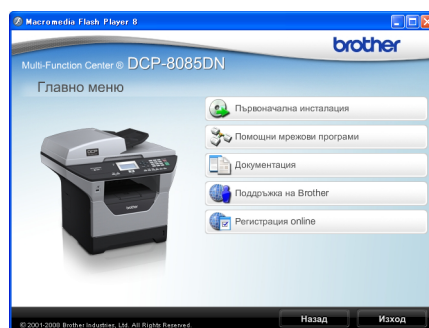 Macromedia Flash Player 8
brother
Multi-Function Center ® DCP-8085DN
Главно меню
Първоначална инсталация
Помощни мрежови програми
Документация
Поддръжка на Brother
Регистрация online
Назад
Изход
© 2001-2008 Brother Industries, Ltd. All Rights Reserved.